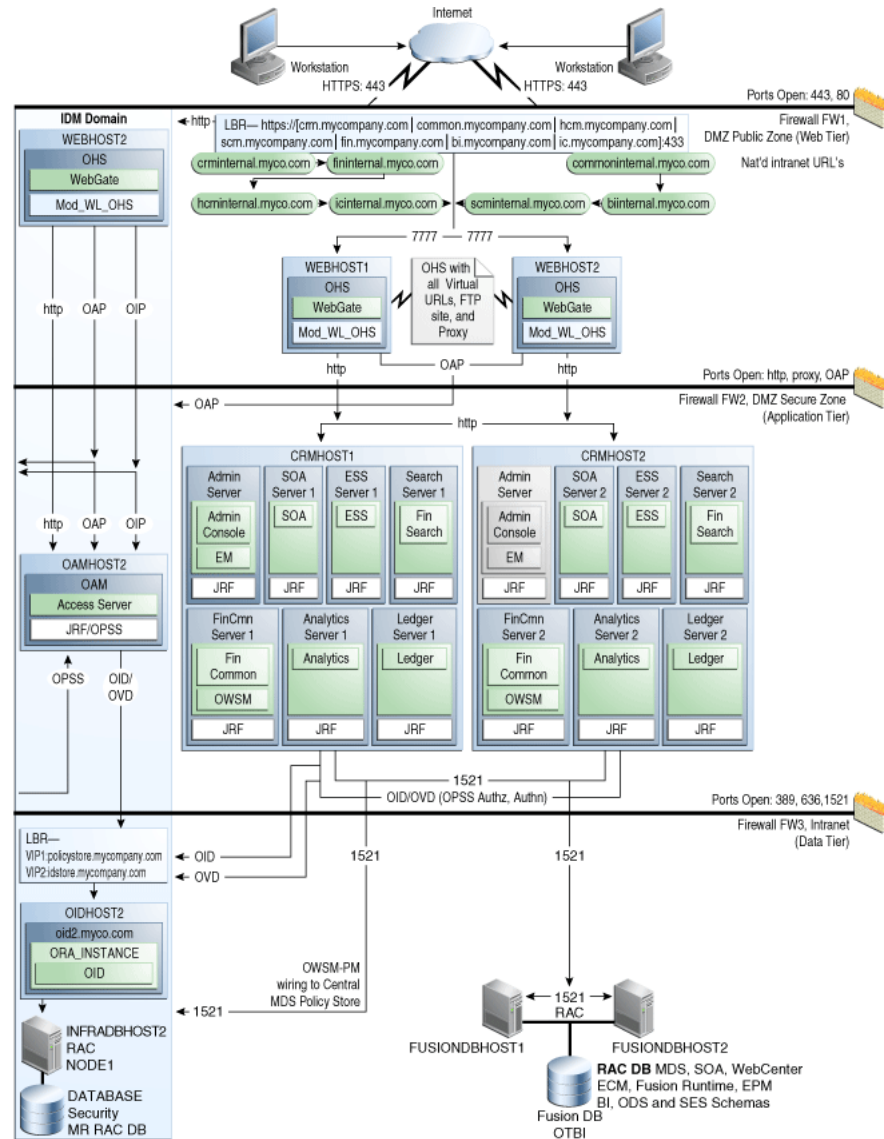 Internet
Workstation
Workstation
HTTPS: 443
HTTPS: 443
Ports Open: 443, 80
Firewall FW1,
DMZ Public Zone (Web Tier)
Nat'd intranet URL's
IDM Domain
WEBHOST2
OHS
WebGate
Mod_WL_OHS
http
LBR— https://[crm.mycompany.com | common.mycompany.com | hcm.mycompany.com |
scm.mycompany.com | fin.mycompany.com | bi.mycompany.com | ic.mycompany.com]:433
crminternal.myco.com
fininternal.myco.com
cmmoninternal.myco.com
hcminternal.myco.com
icinternal.myco.com
scminternal.myco.com
biinternal.myco.com
7777
7777
WEBHOST1
OHS
WebGate
Mod_WL_OHS
OHS with
all Virtual
URLs, FTP
site, and
Proxy
WEBHOST2
OHS
WebGate
Mod_WL_OHS
http
OAP
OIP
OAP
http
http
Ports Open: http, proxy, OAP
Firewall FW2, DMZ Secure Zone
(Application Tier)
OAP
http
CRMHOST1
Admin
Server
Admin
Console
EM
JRF
SOA
Server 1
SOA
JRF
ESS
Server 1
ESS
JRF
Search
Server 1
Fin
Search
JRF
FinCmn
Server 1
Fin
Common
OWSM
JRF
Analytics
Server 1
Analytics
JRF
Ledger
Server 1
Ledger
JRF
CRMHOST2
Admin
Server
Admin
Console
EM
JRF
SOA
Server 2
SOA
JRF
ESS
Server 2
ESS
JRF
Search
Server 2
Fin
Search
JRF
FinCmn
Server 2
Fin
Common
OWSM
JRF
Analytics
Server 2
Analytics
JRF
Ledger
Server 2
Ledger
JRF
http
OAP
OIP
OAMHOST2
OAM
Access Server
JRF/OPSS
OPSS
OID/
OVD
1521
OID/OVD (OPSS Authz, Authn)
Ports Open: 389, 636,1521
Firewall FW3, Intranet
(Data Tier)
LBR—
VIP1:policystore.mycompany.com
VIP2:idstore.mycompany.com
OID
OVD
1521
1521
OIDHOST2
oid2.myco.com
ORA_INSTANCE
OID
OWSM-PM
wiring to Central
MDS Policy Store
1521
INFRADBHOST2
RAC
NODE1
DATABASE
Security
MR RAC DB
1521
RAC
FUSIONDBHOST1
FUSIONDBHOST2
RAC DB MDS, SOA, WebCenter
ECM, Fusion Runtime, EPM
BI, ODS and SES Schemas
Fusion DB
OTBI